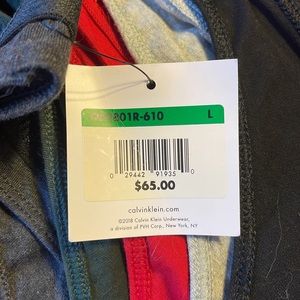 801R-610 L
0 29442 91935 0
$65.00
calvinklein.com
©2018 Calvin Klein Underwear,
a division of PVH Corp., New York, NY